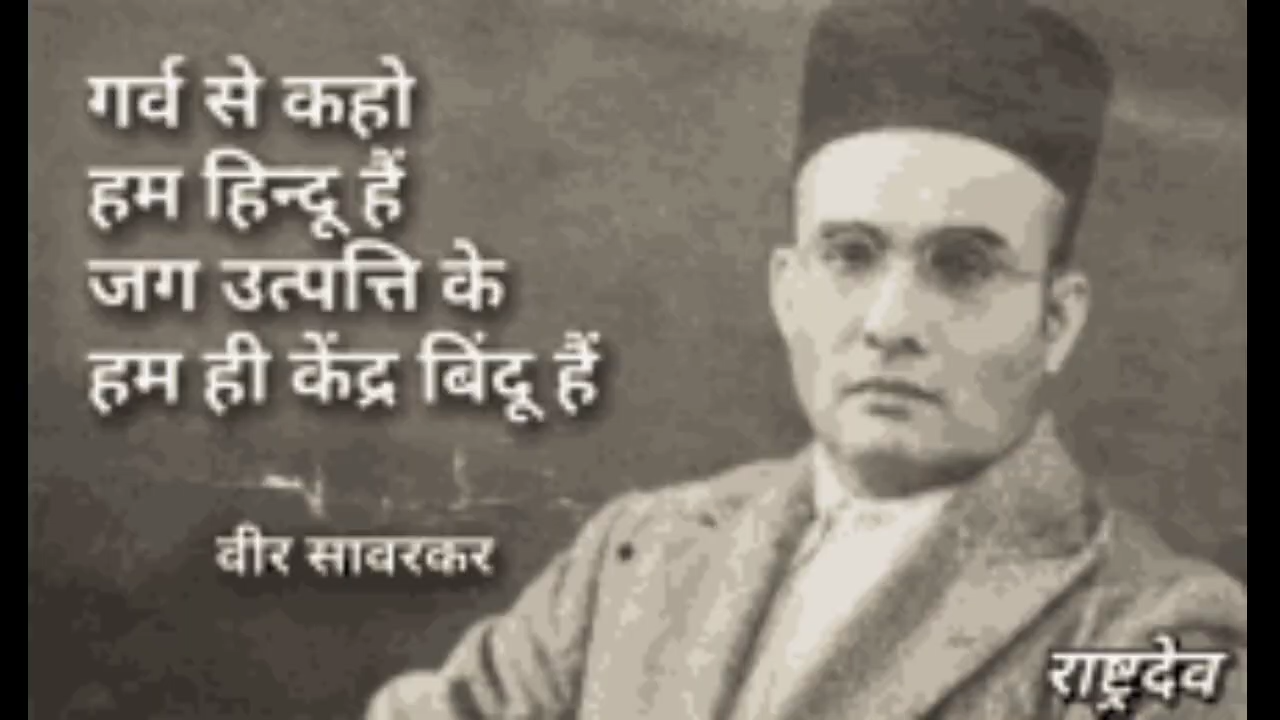 गर्व से कहो
हम हिन्दू हैं
जग उत्पत्ति के
हम ही केंद्र बिंदू हैं
वीर सावरकर
राष्ट्रदेव